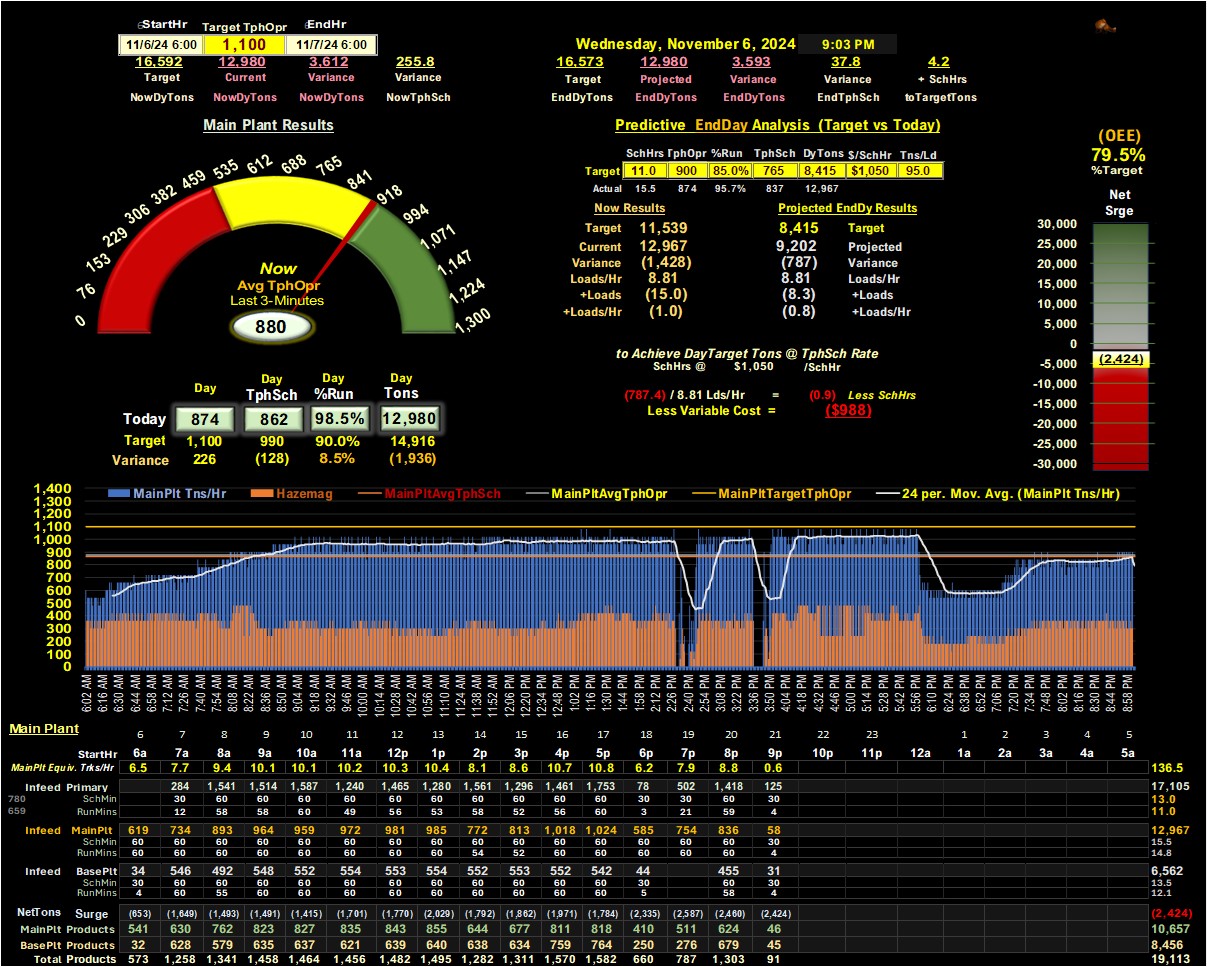 StartHr Target TphOpr EndHr
11/6/24 6:00 1,100 11/7/24 6:00
Wednesday, November 6, 2024 9:03 PM
16,592 12,980 3,612 255.8
Target Current Variance Variance
NowDyTons NowDyTons NowDyTons NowTphSch
16,573 12,980 3,593 37.8 4.2
Target Projected Variance Variance + SchHrs
EndDyTons EndDyTons EndDyTons EndTphSch toTargetTons
Main Plant Results
0 76 153 229 306 382 459 535 612 688 765 841 918 994 1,071 1,147 1,224 1,300
Now
Avg TphOpr
Last 3-Minutes
880
Day Day TphSch Day %Run Day Tons
Today 874 862 98.5% 12,980
Target 1,100 990 90.0% 14,916
Variance 226 (128) 8.5% (1,936)
Predictive EndDay Analysis (Target vs Today)
SchHrs TphOpr %Run TphSch DyTons $/SchHr Tns/Ld
Target 11.0 900 85.0% 765 8,415 $1,050 95.0
Actual 15.5 874 95.7% 837 12,967
Now Results Projected EndDy Results
Target 11,539 8,415 Target
Current 12,967 9,202 Projected
Variance (1,428) (787) Variance
Loads/Hr 8.81 8.81 Loads/Hr
+Loads (15.0) (8.3) +Loads
+Loads/Hr (1.0) (0.8) +Loads/Hr
to Achieve DayTarget Tons @ TphSch Rate
SchHrs @ $1,050 /SchHr
(787.4) / 8.81 Lds/Hr = (0.9) Less SchHrs
Less Variable Cost = ($988)
(OEE)
79.5%
%Target
Net
Srge
30,000
25,000
20,000
15,000
10,000
5,000
0
(2,424)
-5,000
-10,000
-15,000
-20,000
-25,000
-30,000
MainPlt Tns/Hr Hazemag MainPltAvgTphSch MainPltAvgTphOpr MainPltTargetTphOpr 24 per. Mov. Avg. (MainPlt Tns/Hr)
1,400
1,300
1,200
1,100
1,000
900
800
700
600
500
400
300
200
100
0
6:02 AM 6:16 AM 6:30 AM 6:44 AM 6:58 AM 7:12 AM 7:26 AM 7:40 AM 7:54 AM 8:08 AM 8:22 AM 8:36 AM 8:50 AM 9:04 AM 9:18 AM 9:32 AM 9:46 AM 10:00 AM 10:14 AM 10:28 AM 10:42 AM 10:56 AM 11:10 AM 11:24 AM 11:38 AM 11:52 AM 12:06 PM 12:20 PM 12:34 PM 12:48 PM 1:02 PM 1:16 PM 1:30 PM 1:44 PM 1:58 PM 2:12 PM 2:26 PM 2:40 PM 2:54 PM 3:08 PM 3:22 PM 3:36 PM 3:50 PM 4:04 PM 4:18 PM 4:32 PM 4:46 PM 5:00 PM 5:14 PM 5:28 PM 5:42 PM 5:56 PM 6:10 PM 6:24 PM 6:38 PM 6:52 PM 7:06 PM 7:20 PM 7:34 PM 7:48 PM 8:02 PM 8:16 PM 8:30 PM 8:44 PM 8:58 PM
Main Plant
6 7 8 9 10 11 12 13 14 15 16 17 18 19 20 21 22 23 1 2 3 4 5
StartHr 6a 7a 8a 9a 10a 11a 12p 1p 2p 3p 4p 5p 6p 7p 8p 9p 10p 11p 12a 1a 2a 3a 4a 5a
MainPlt Equiv. Trks/Hr 6.5 7.7 9.4 10.1 10.1 10.2 10.3 10.4 8.1 8.6 10.7 10.8 6.2 7.9 8.8 0.6 136.5
Infeed Primary 284 1,541 1,514 1,587 1,240 1,465 1,280 1,561 1,296 1,461 1,753 78 502 1,418 125 17,105
780 SchMin 30 60 60 60 60 60 60 60 60 60 60 30 30 60 30 13.0
659 RunMins 12 58 58 60 49 56 53 58 52 56 60 3 21 59 4 11.0
Infeed MainPlt 619 734 893 964 959 972 981 985 772 813 1,018 1,024 585 754 836 58 12,967
SchMin 60 60 60 60 60 60 60 60 60 60 60 60 60 60 60 30 15.5
RunMins 60 60 60 60 60 60 60 60 54 52 60 60 60 60 60 4 14.8
Infeed BasePlt 34 546 492 548 552 554 553 554 552 553 552 542 44 455 31 6,562
SchMin 30 60 60 60 60 60 60 60 60 60 60 60 30 60 30 13.5
RunMins 4 60 55 60 60 60 60 60 60 60 60 60 5 58 4 12.1
NetTons Surge (653) (1,649) (1,493) (1,491) (1,415) (1,701) (1,770) (2,029) (1,792) (1,862) (1,971) (1,784) (2,335) (2,587) (2,460) (2,424) (2,424)
MainPlt Products 541 630 762 823 827 835 843 855 644 677 811 818 410 511 624 46 10,657
BasePlt Products 32 628 579 635 637 621 639 640 638 634 759 764 250 276 679 45 8,456
Total Products 573 1,258 1,341 1,458 1,464 1,456 1,482 1,495 1,282 1,311 1,570 1,582 660 787 1,303 91 19,113